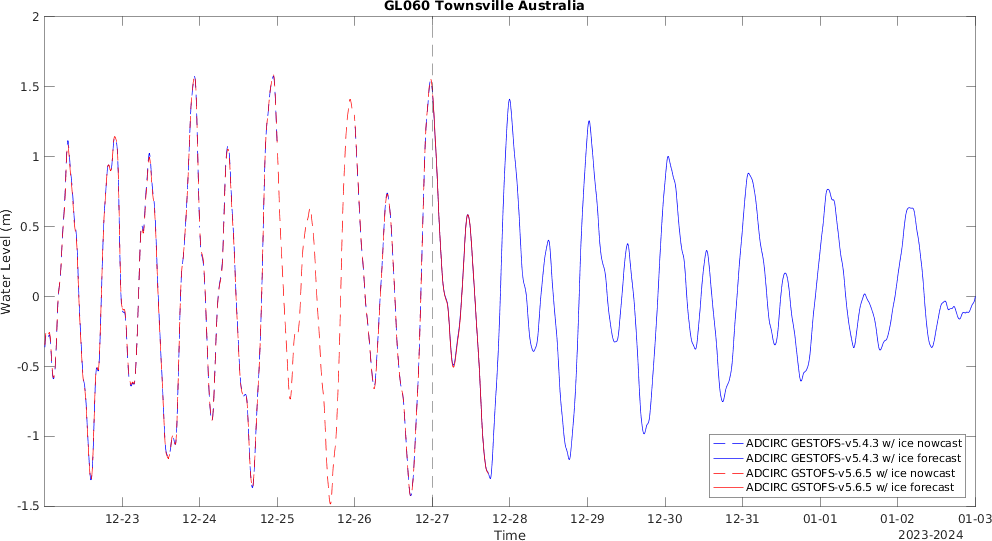 GL060 Townsville Australia
Water Level (m)
2
1.5
1
0.5
0
-0.5
-1
-1.5
ADCIRC GESTOFS-v5.4.3 w/ ice nowcast
ADCIRC GESTOFS-v5.4.3 w/ ice forecast
ADCIRC GSTOFS-v5.6.5 w/ ice nowcast
ADCIRC GSTOFS-v5.6.5 w/ ice forecast
12-23 12-24 12-25 12-26 12-27 12-28 12-29 12-30 12-31 01-01 01-02 01-03
Time
2023-2024